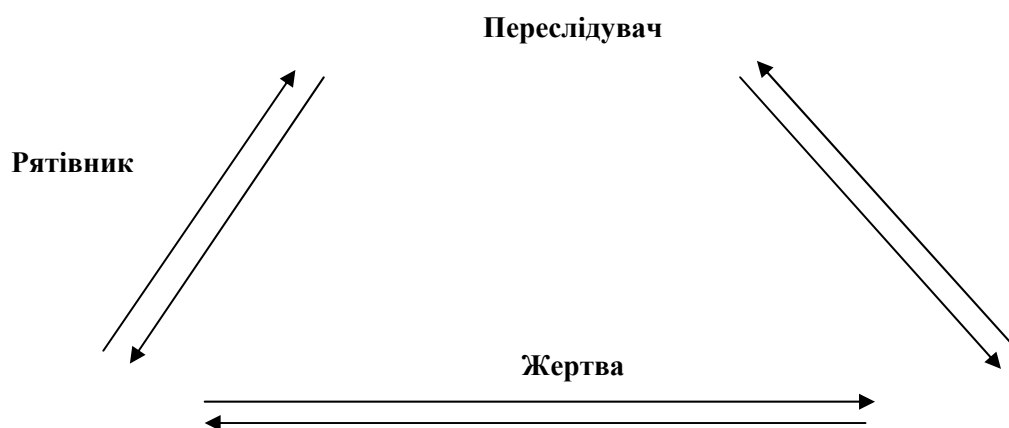 Переслідувач
Рятівник
Жертва